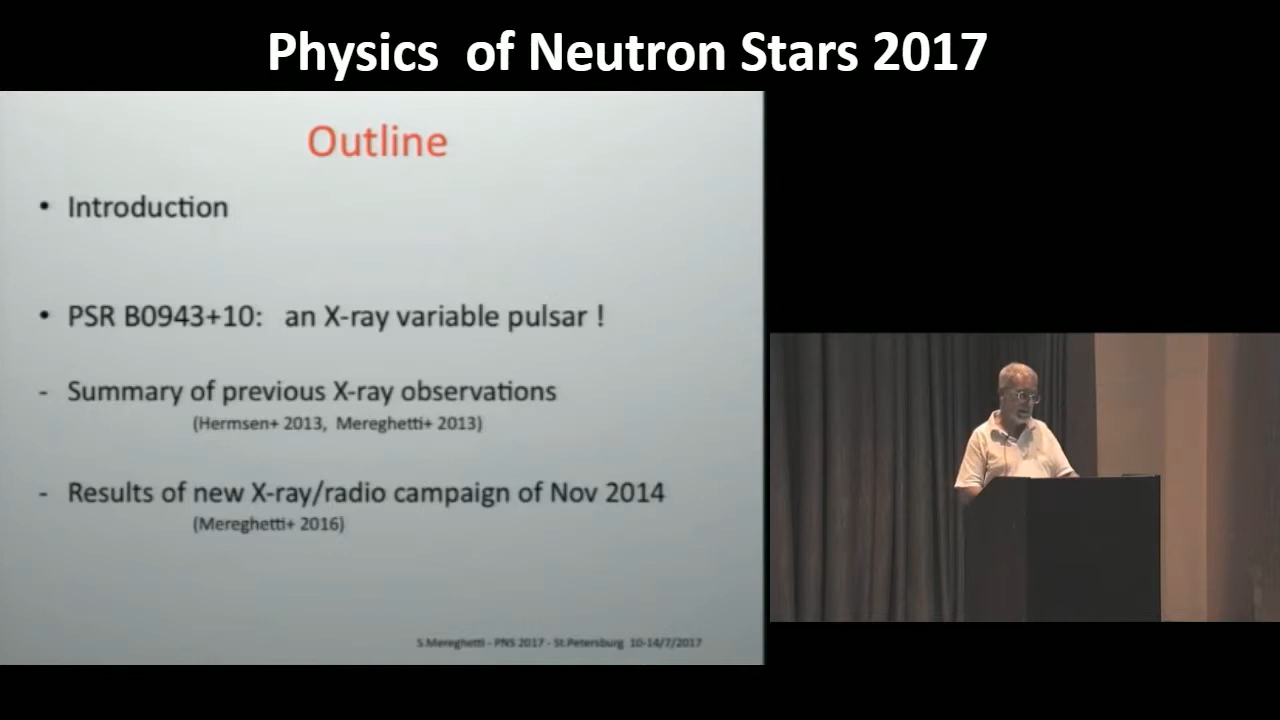 Physics of Neutron Stars 2017
Outline
• Introduction
• PSR B0943+10: an X-ray variable pulsar !
- Summary of previous X-ray observations
(Hermsen+ 2013, Mereghetti+ 2013)
- Results of new X-ray/radio campaign of Nov 2014
(Mereghetti+ 2016)
S.Mereghetti - PNS 2017 - St.Petersburg 10-14/7/2017